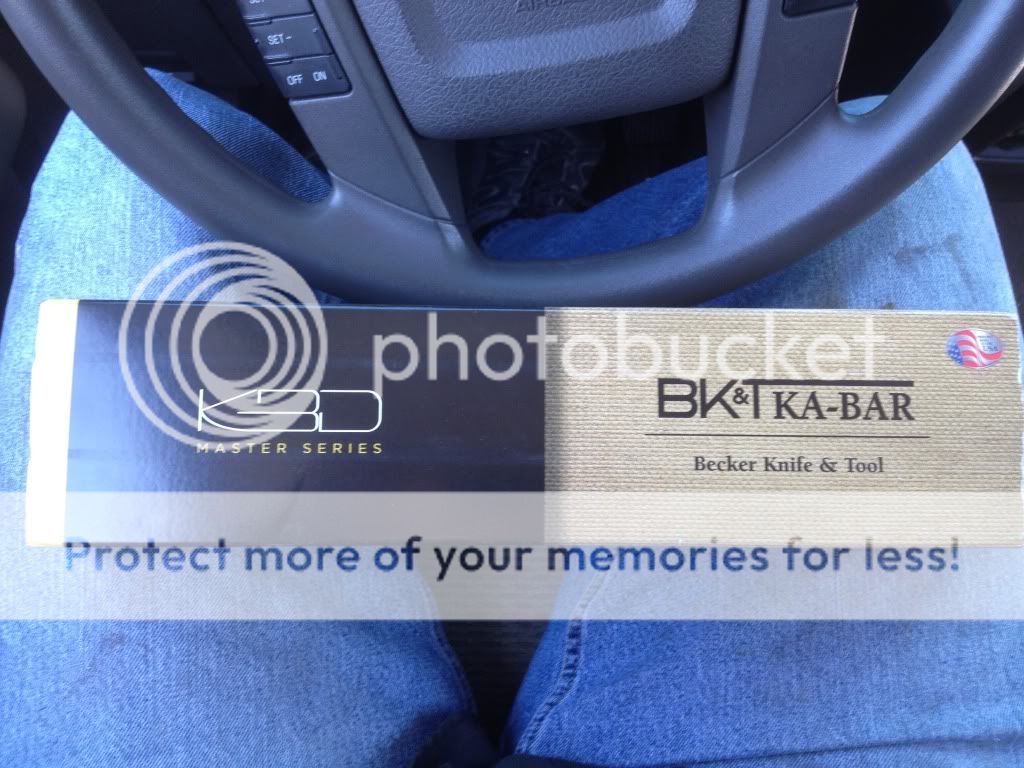 SET-
OFF ON
photobucket
KBD
MASTER SERIES
BK&T KA-BAR
Becker Knife & Tool
Protect more of your memories for less!